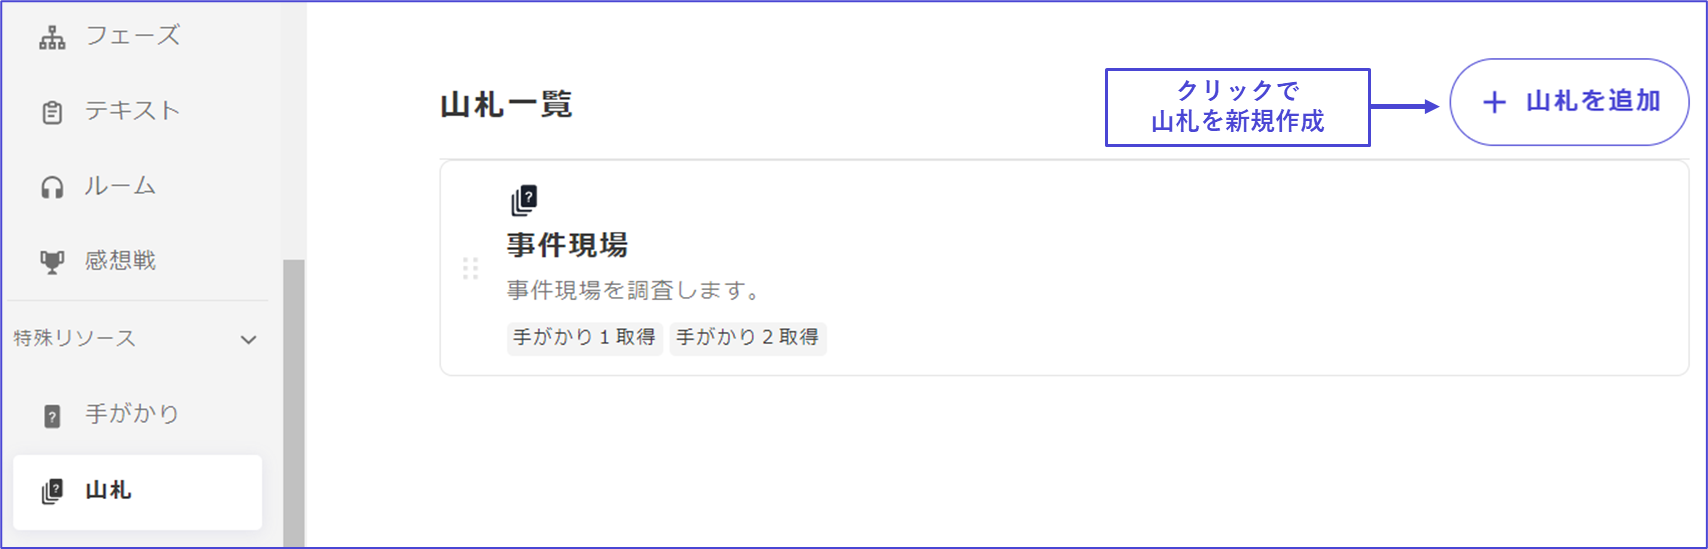 フェーズ
テキスト
ルーム
感想戦
特殊リソース
手がかり
山札
山札一覧
クリックで
山札を新規作成
+ 山札を追加
事件現場
事件現場を調査します。
手がかり１取得 手がかり２取得